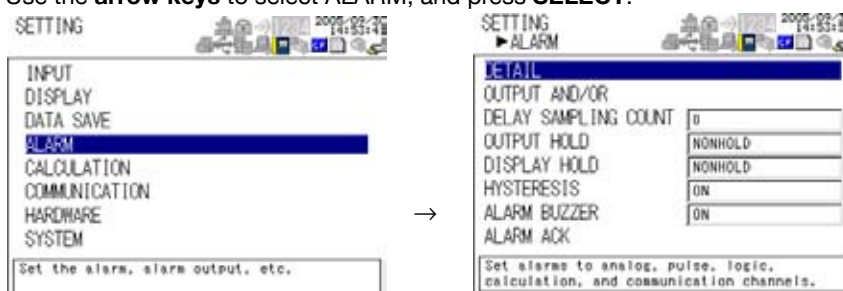 Use the arrow keys to select ALARM, and press SELECT.
SETTING
INPUT
DISPLAY
DATA SAVE
ALARM
CALCULATION
COMMUNICATION
HARDWARE
SYSTEM
Set the alarm, alarm output, etc.
→
SETTING
►ALARM
DETAIL
OUTPUT AND/OR
DELAY SAMPLING COUNT 0
OUTPUT HOLD NONHOLD
DISPLAY HOLD NONHOLD
HYSTERESIS ON
ALARM BUZZER ON
ALARM ACK
Set alarms to analog, pulse, logic,
calculation, and communication channels.